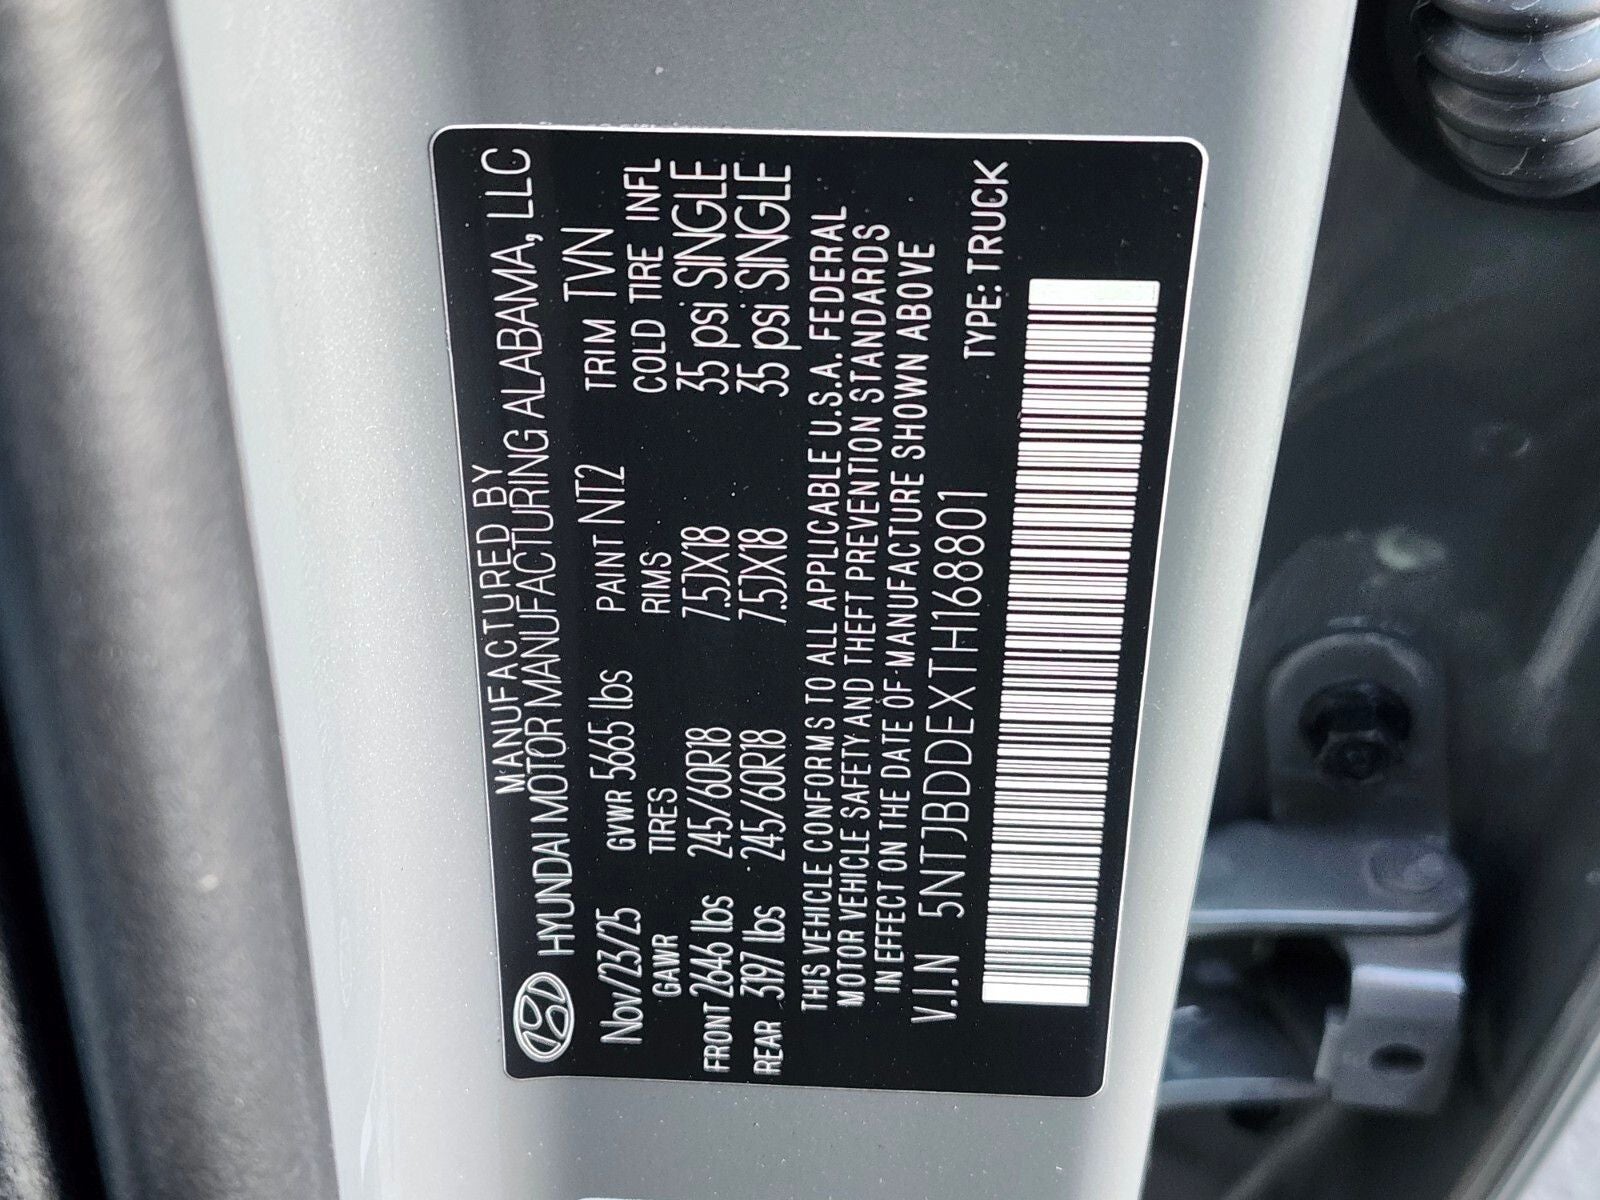 MANUFACTURED BY
HYUNDAI MOTOR MANUFACTURING ALABAMA, LLC
Nov/23/25 GVWR 5665 lbs PAINT NT2 TRIM TVN
GAWR TIRES RIMS COLD TIRE INFL
FRONT 2646 lbs 245/60R18 7.5JX18 35 psi SINGLE
REAR 3197 lbs 245/60R18 7.5JX18 35 psi SINGLE
THIS VEHICLE CONFORMS TO ALL APPLICABLE U.S.A. FEDERAL
MOTOR VEHICLE SAFETY AND THEFT PREVENTION STANDARDS
IN EFFECT ON THE DATE OF MANUFACTURE SHOWN ABOVE
V.I.N 5NTJBDDEXTH168801 TYPE: TRUCK